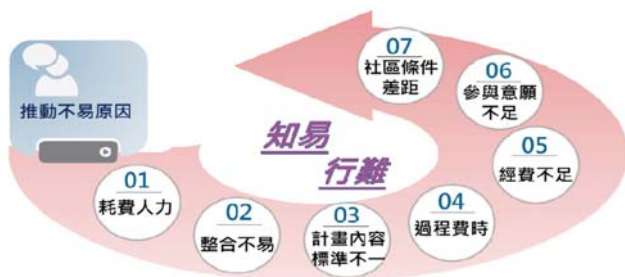 推動不易原因
知易
行難
01
耗費人力
02
整合不易
03
計畫內容
標準不一
04
過程費時
05
經費不足
06
參與意願
不足
07
社區條件
差距